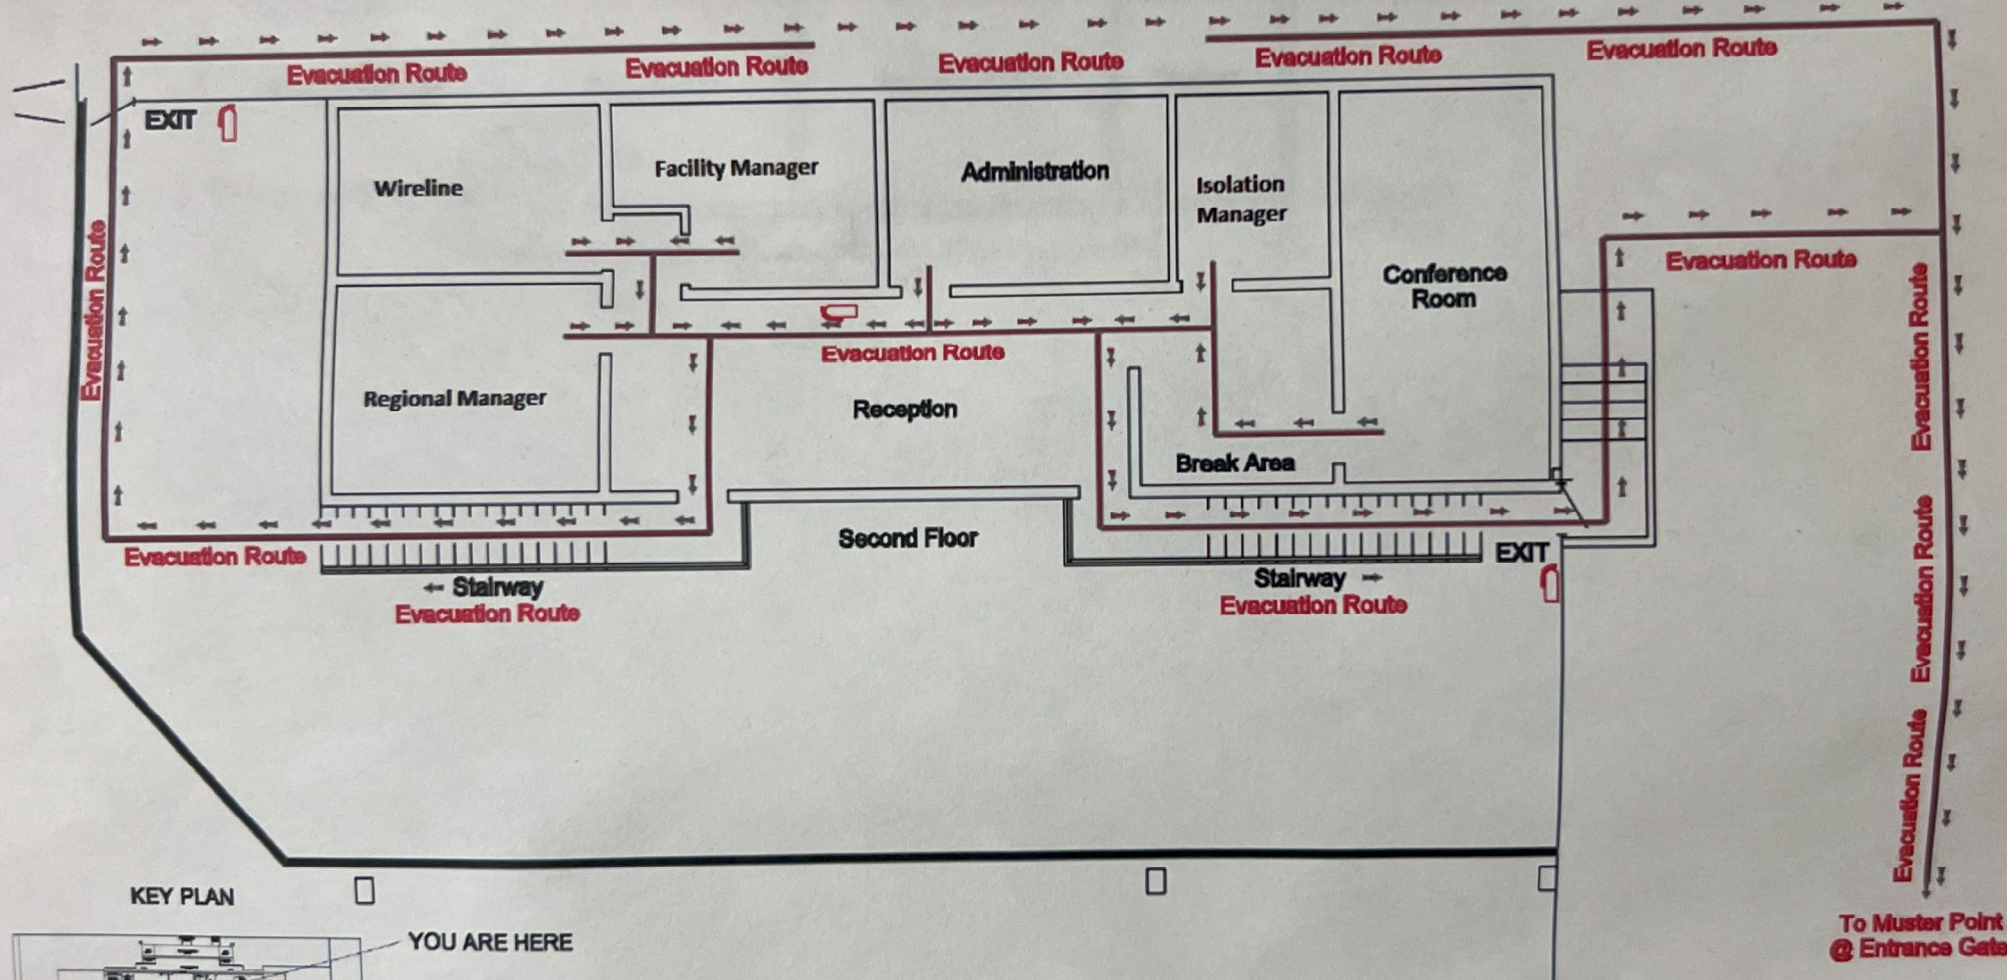 Evacuation Route
Evacuation Route
Evacuation Route
Evacuation Route
Evacuation Route
EXIT
Wireline
Facility Manager
Administration
Isolation
Manager
Conference
Room
Evacuation Route
Evacuation Route
Evacuation Route
Evacuation Route
Regional Manager
Reception
Break Area
Evacuation Route
Second Floor
EXIT
Evacuation Route
← Stairway
Evacuation Route
Stairway →
Evacuation Route
Evacuation Route
Evacuation Route
To Muster Point
@ Entrance Gate
KEY PLAN
YOU ARE HERE